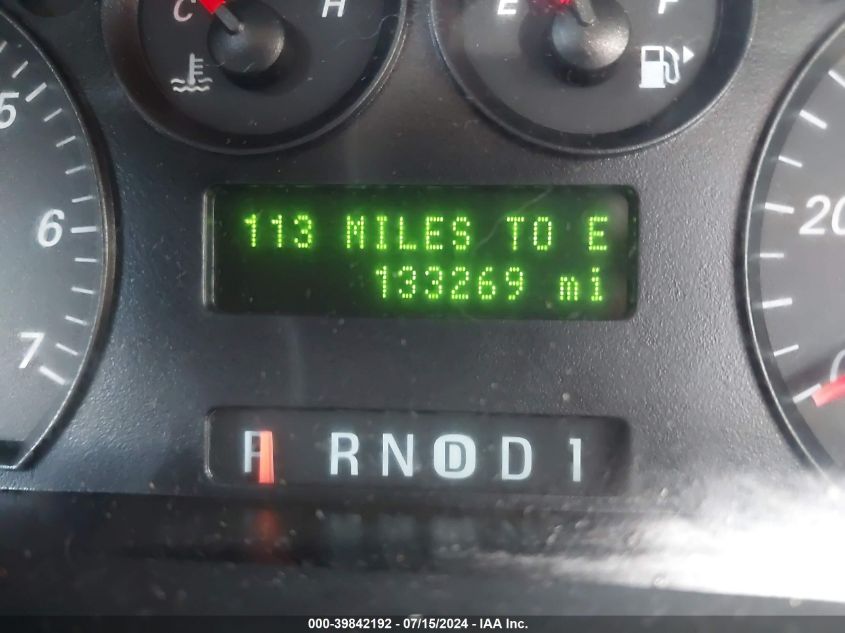 C H E F
5
6
7
20
113 MILES TO E
133269 mi
P R N D D 1
000-39842192 - 07/15/2024 - IAA Inc.